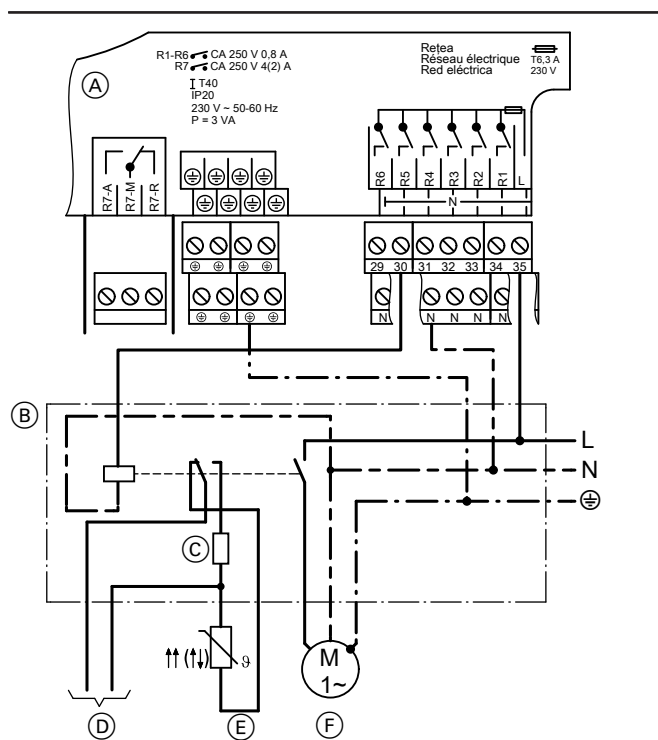 R1-R6 CA 250 V 0,8 A
R7 CA 250 V 4(2) A
T40
IP20
230 V ~ 50-60 Hz
P = 3 VA
Rețea
Réseau électrique
Red eléctrica
T6,3 A
230 V
A
R7-A R7-M R7-R
R6 R5 R4 R3 R2 R1 L
N
29 30 31 32 33 34 35
N N N N N
B
L
N
C
ϑ
M
1~
D
E
F